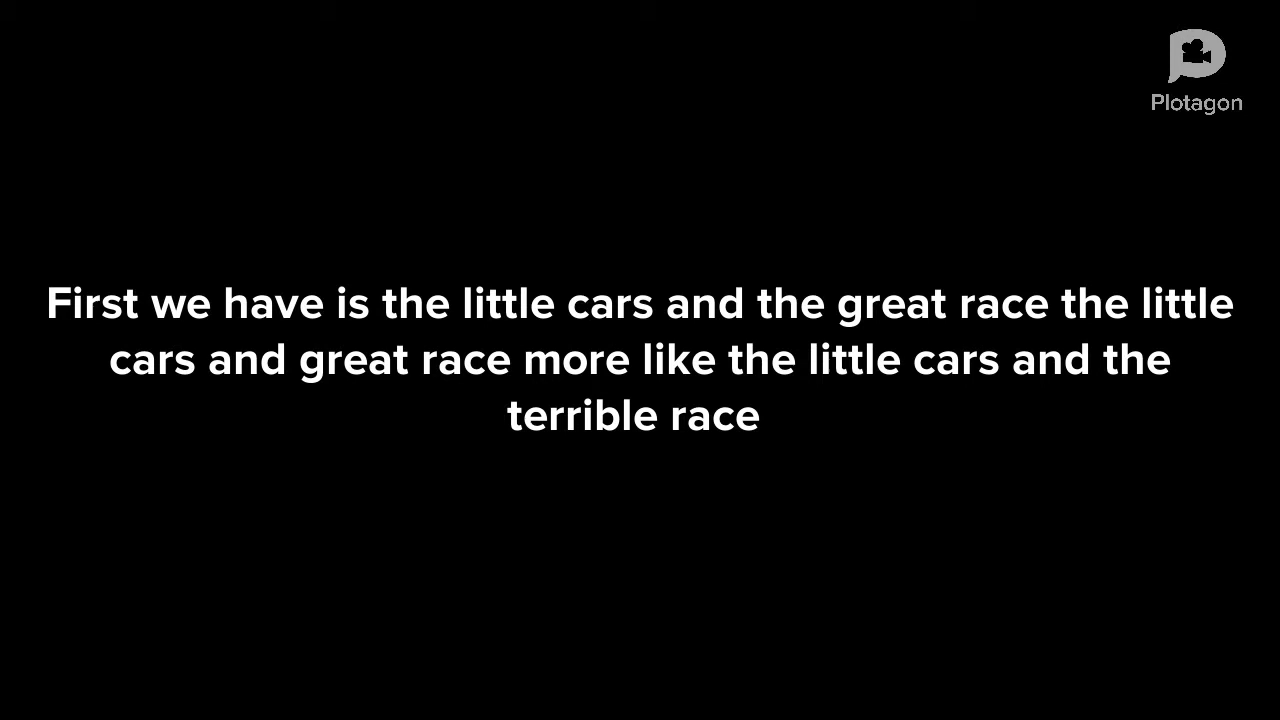 Plotagon
First we have is the little cars and the great race the little
cars and great race more like the little cars and the
terrible race